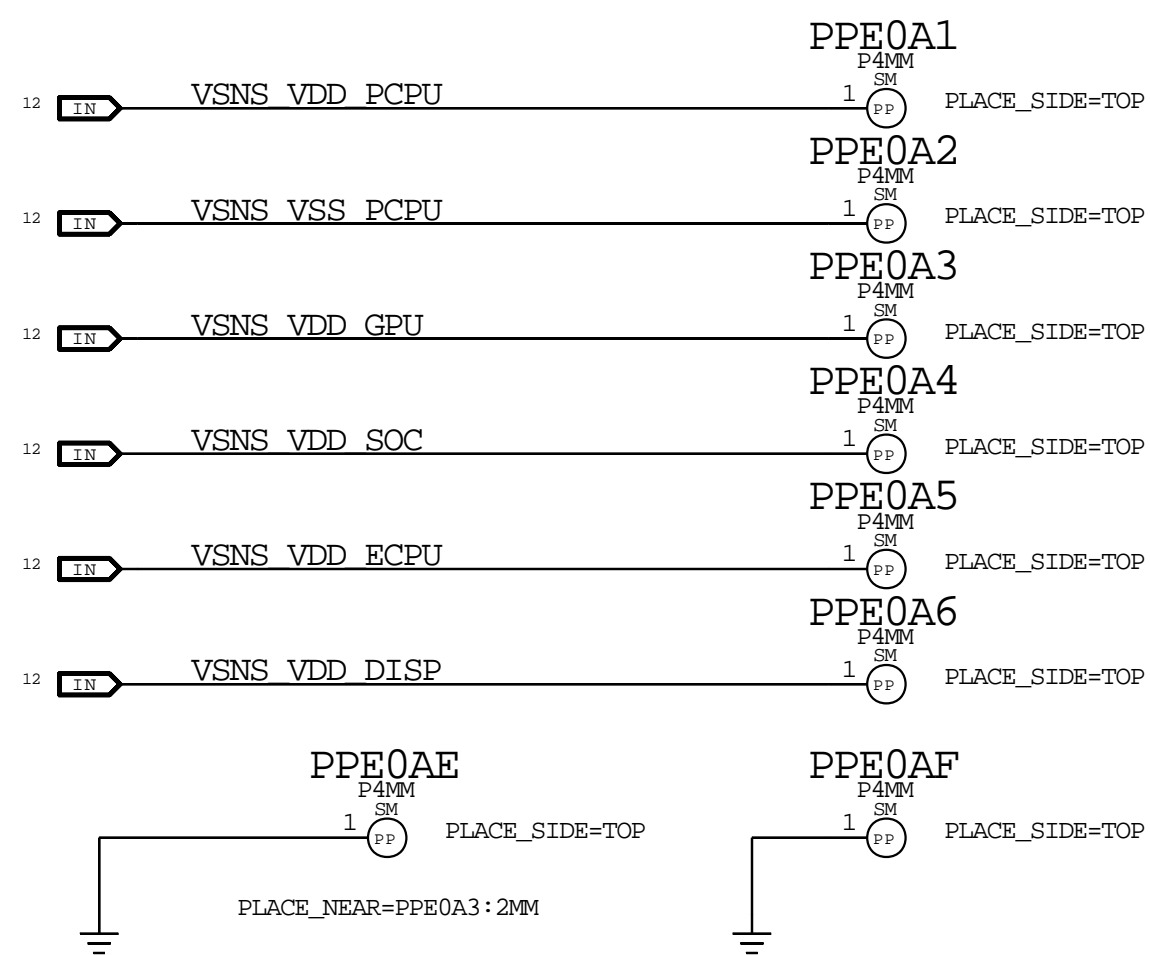 PPE0A1
P4MM
SM
12 IN VSNS_VDD_PCPU 1 PP PLACE_SIDE=TOP
PPE0A2
P4MM
SM
12 IN VSNS_VSS_PCPU 1 PP PLACE_SIDE=TOP
PPE0A3
P4MM
SM
12 IN VSNS_VDD_GPU 1 PP PLACE_SIDE=TOP
PPE0A4
P4MM
SM
12 IN VSNS_VDD_SOC 1 PP PLACE_SIDE=TOP
PPE0A5
P4MM
SM
12 IN VSNS_VDD_ECPU 1 PP PLACE_SIDE=TOP
PPE0A6
P4MM
SM
12 IN VSNS_VDD_DISP 1 PP PLACE_SIDE=TOP
PPE0AE
P4MM
SM
1 PP PLACE_SIDE=TOP
PLACE_NEAR=PPE0A3:2MM
PPE0AF
P4MM
SM
1 PP PLACE_SIDE=TOP